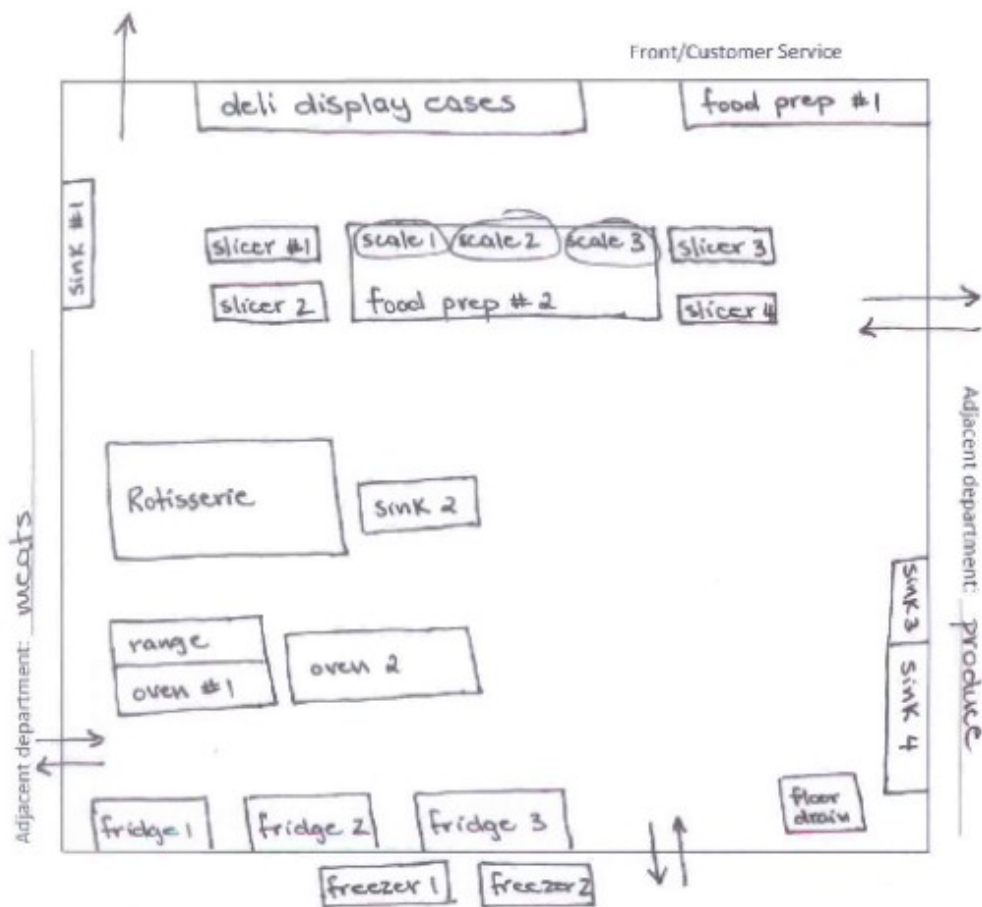 Front/Customer Service
deli display cases
food prep #1
sink #1
slicer #1
scale 1
scale 2
scale 3
slicer 3
slicer 2
food prep #2
slicer 4
Adjacent department: meats
Adjacent department: produce
Rotisserie
sink 2
sink 3
range
oven #1
oven 2
sink 4
fridge 1
fridge 2
fridge 3
floor
drain
freezer 1
freezer 2